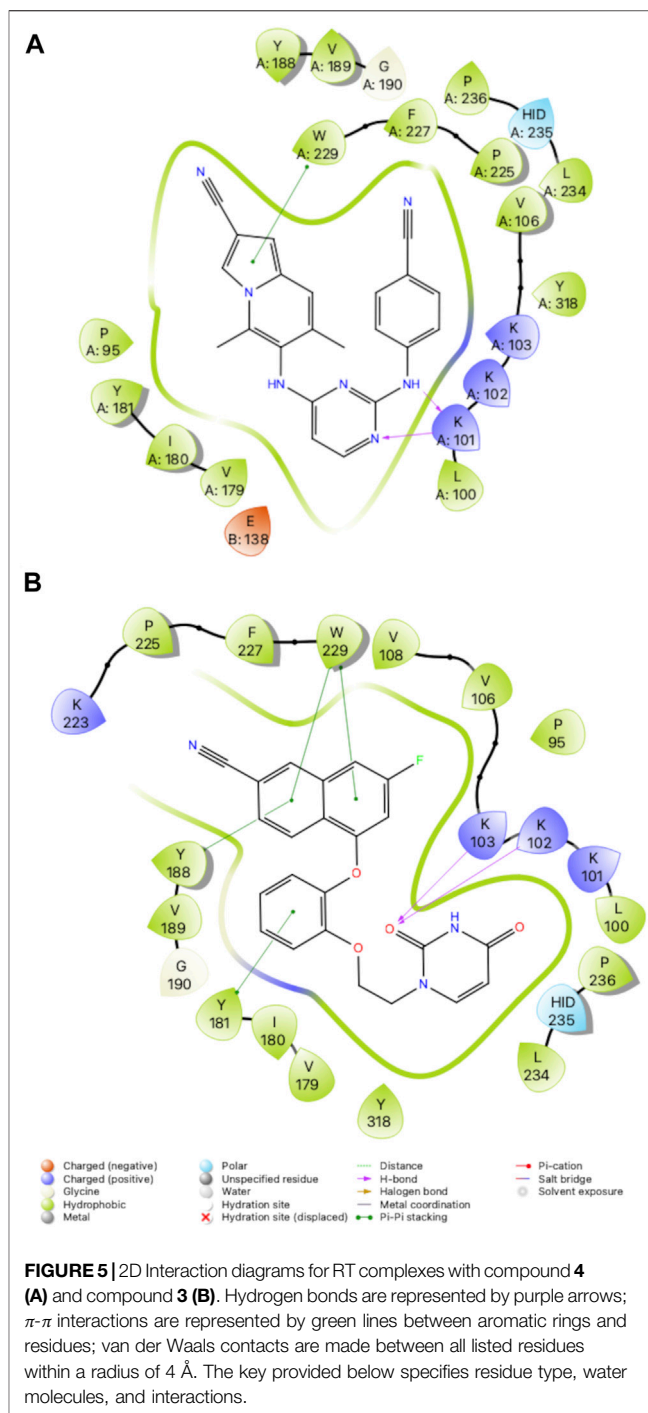 A
Y
A: 188
V
A: 189
G
A: 190
P
A: 236
HID
A: 235
W
A: 229
F
A: 227
P
A: 225
L
A: 234
V
A: 106
N
N
N
Y
A: 318
K
A: 103
P
A: 95
K
A: 102
Y
A: 181
HN
N
NH
K
A: 101
N
I
A: 180
V
A: 179
L
A: 100
E
B: 138
B
P
225
F
227
W
229
V
108
V
106
K
223
P
95
N
F
K
103
K
102
K
101
Y
188
O
L
100
V
189
O
NH
O
P
236
G
190
O
N
HID
235
Y
181
I
180
L
234
V
179
Y
318
Charged (negative) Polar Distance Pi-cation
Charged (positive) Unspecified residue H-bond Salt bridge
Glycine Water Halogen bond Solvent exposure
Hydrophobic Hydration site Metal coordination
Metal Hydration site (displaced) Pi-Pi stacking
FIGURE 5 | 2D Interaction diagrams for RT complexes with compound 4
(A) and compound 3 (B). Hydrogen bonds are represented by purple arrows;
π-π interactions are represented by green lines between aromatic rings and
residues; van der Waals contacts are made between all listed residues
within a radius of 4 Å. The key provided below specifies residue type, water
molecules, and interactions.